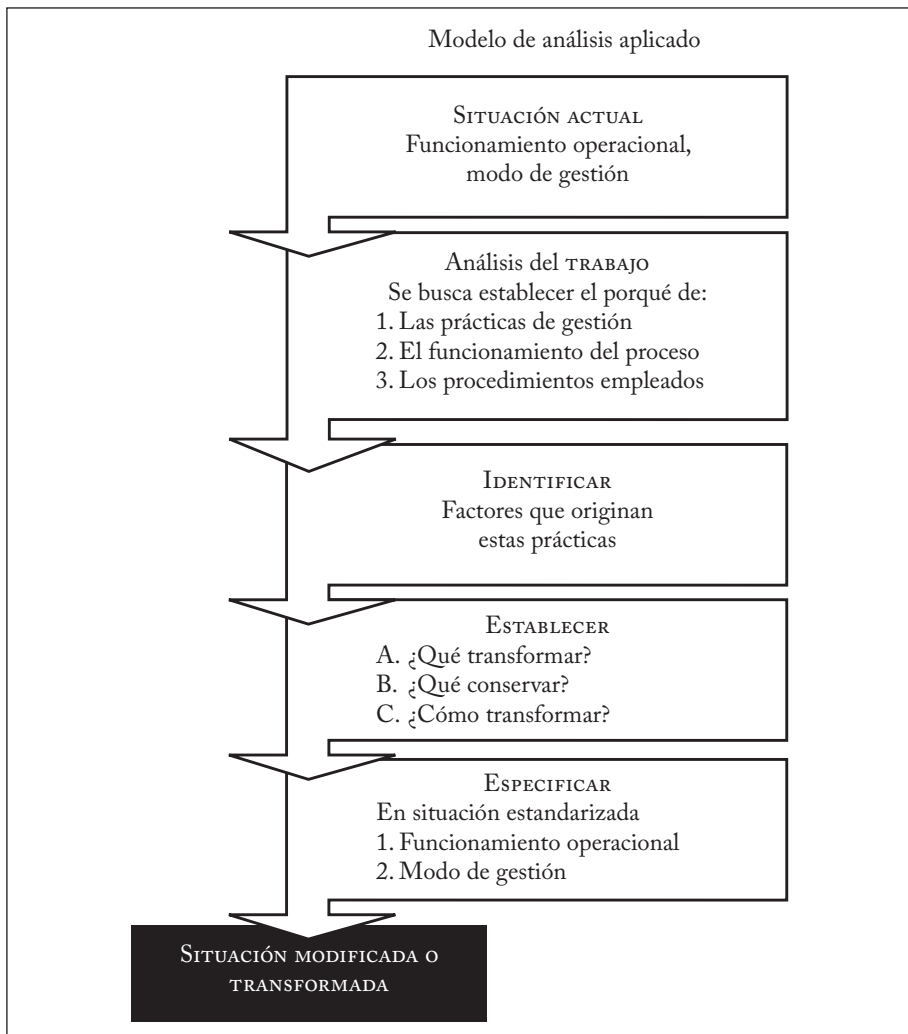 Modelo de análisis aplicado
Situación actual
Funcionamiento operacional,
modo de gestión
Análisis del trabajo
Se busca establecer el porqué de:
1. Las prácticas de gestión
2. El funcionamiento del proceso
3. Los procedimientos empleados
Identificar
Factores que originan
estas prácticas
Establecer
A. ¿Qué transformar?
B. ¿Qué conservar?
C. ¿Cómo transformar?
Especificar
En situación estandarizada
1. Funcionamiento operacional
2. Modo de gestión
Situación modificada o
transformada